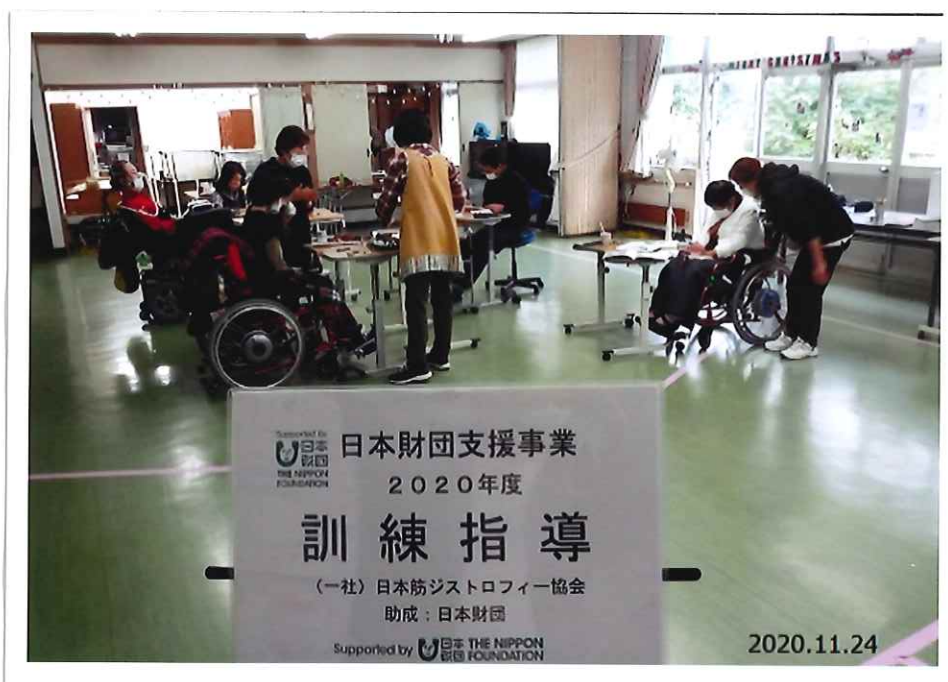 MERRY CHRISTMAS
Supported by
日本
財団
THE NIPPON
FOUNDATION
日本財団支援事業
2020年度
訓練指導
(一社)日本筋ジストロフィー協会
助成:日本財団
Supported by 日本 THE NIPPON
財団 FOUNDATION
2020.11.24